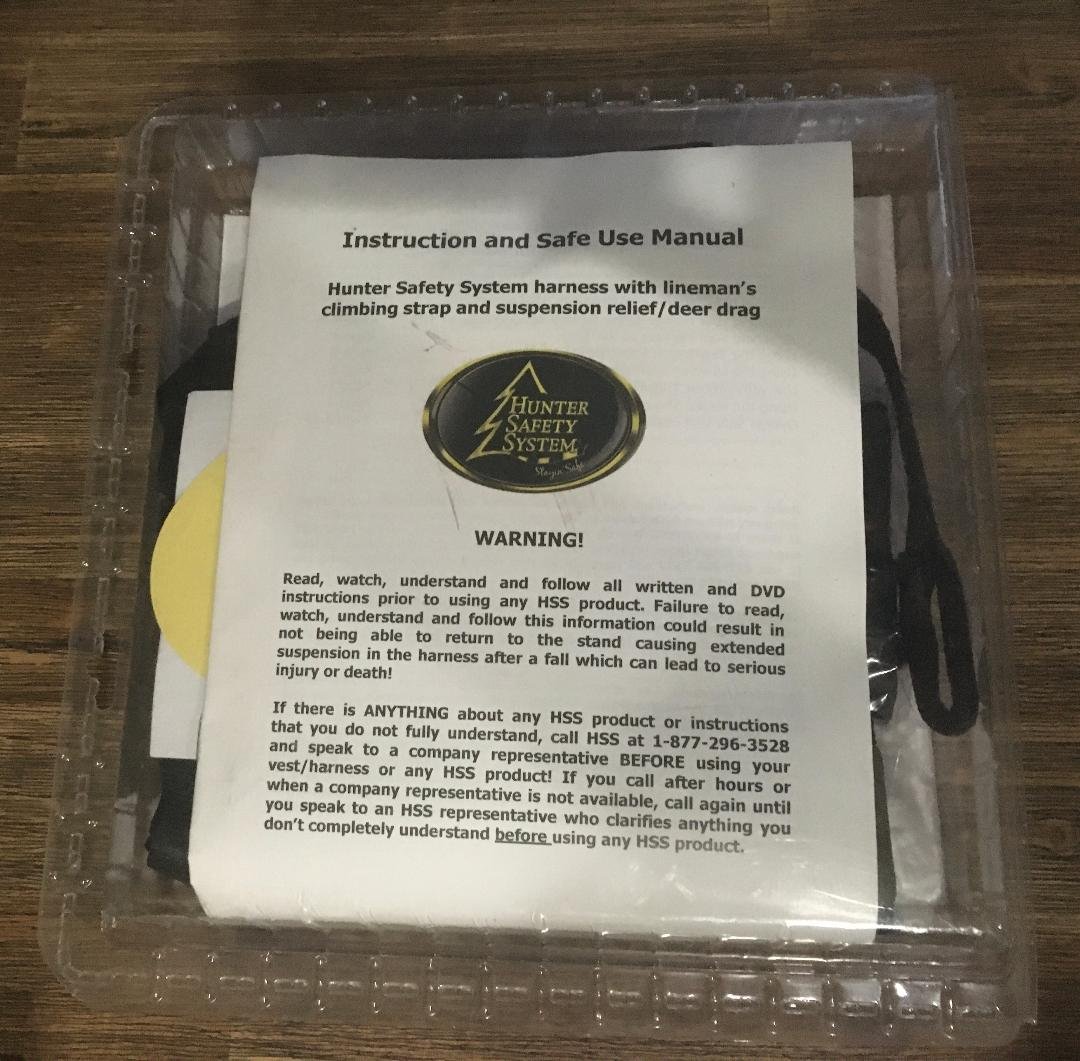 Instruction and Safe Use Manual
Hunter Safety System harness with lineman's
climbing strap and suspension relief/deer drag
HUNTER
SAFETY
SYSTEM
Stayin' Safe
WARNING!
Read, watch, understand and follow all written and DVD
instructions prior to using any HSS product. Failure to read,
watch, understand and follow this information could result in
not being able to return to the stand causing extended
suspension in the harness after a fall which can lead to serious
injury or death!
If there is ANYTHING about any HSS product or instructions
that you do not fully understand, call HSS at 1-877-296-3528
and speak to a company representative BEFORE using your
vest/harness or any HSS product! If you call after hours or
when a company representative is not available, call again until
you speak to an HSS representative who clarifies anything you
don't completely understand before using any HSS product.